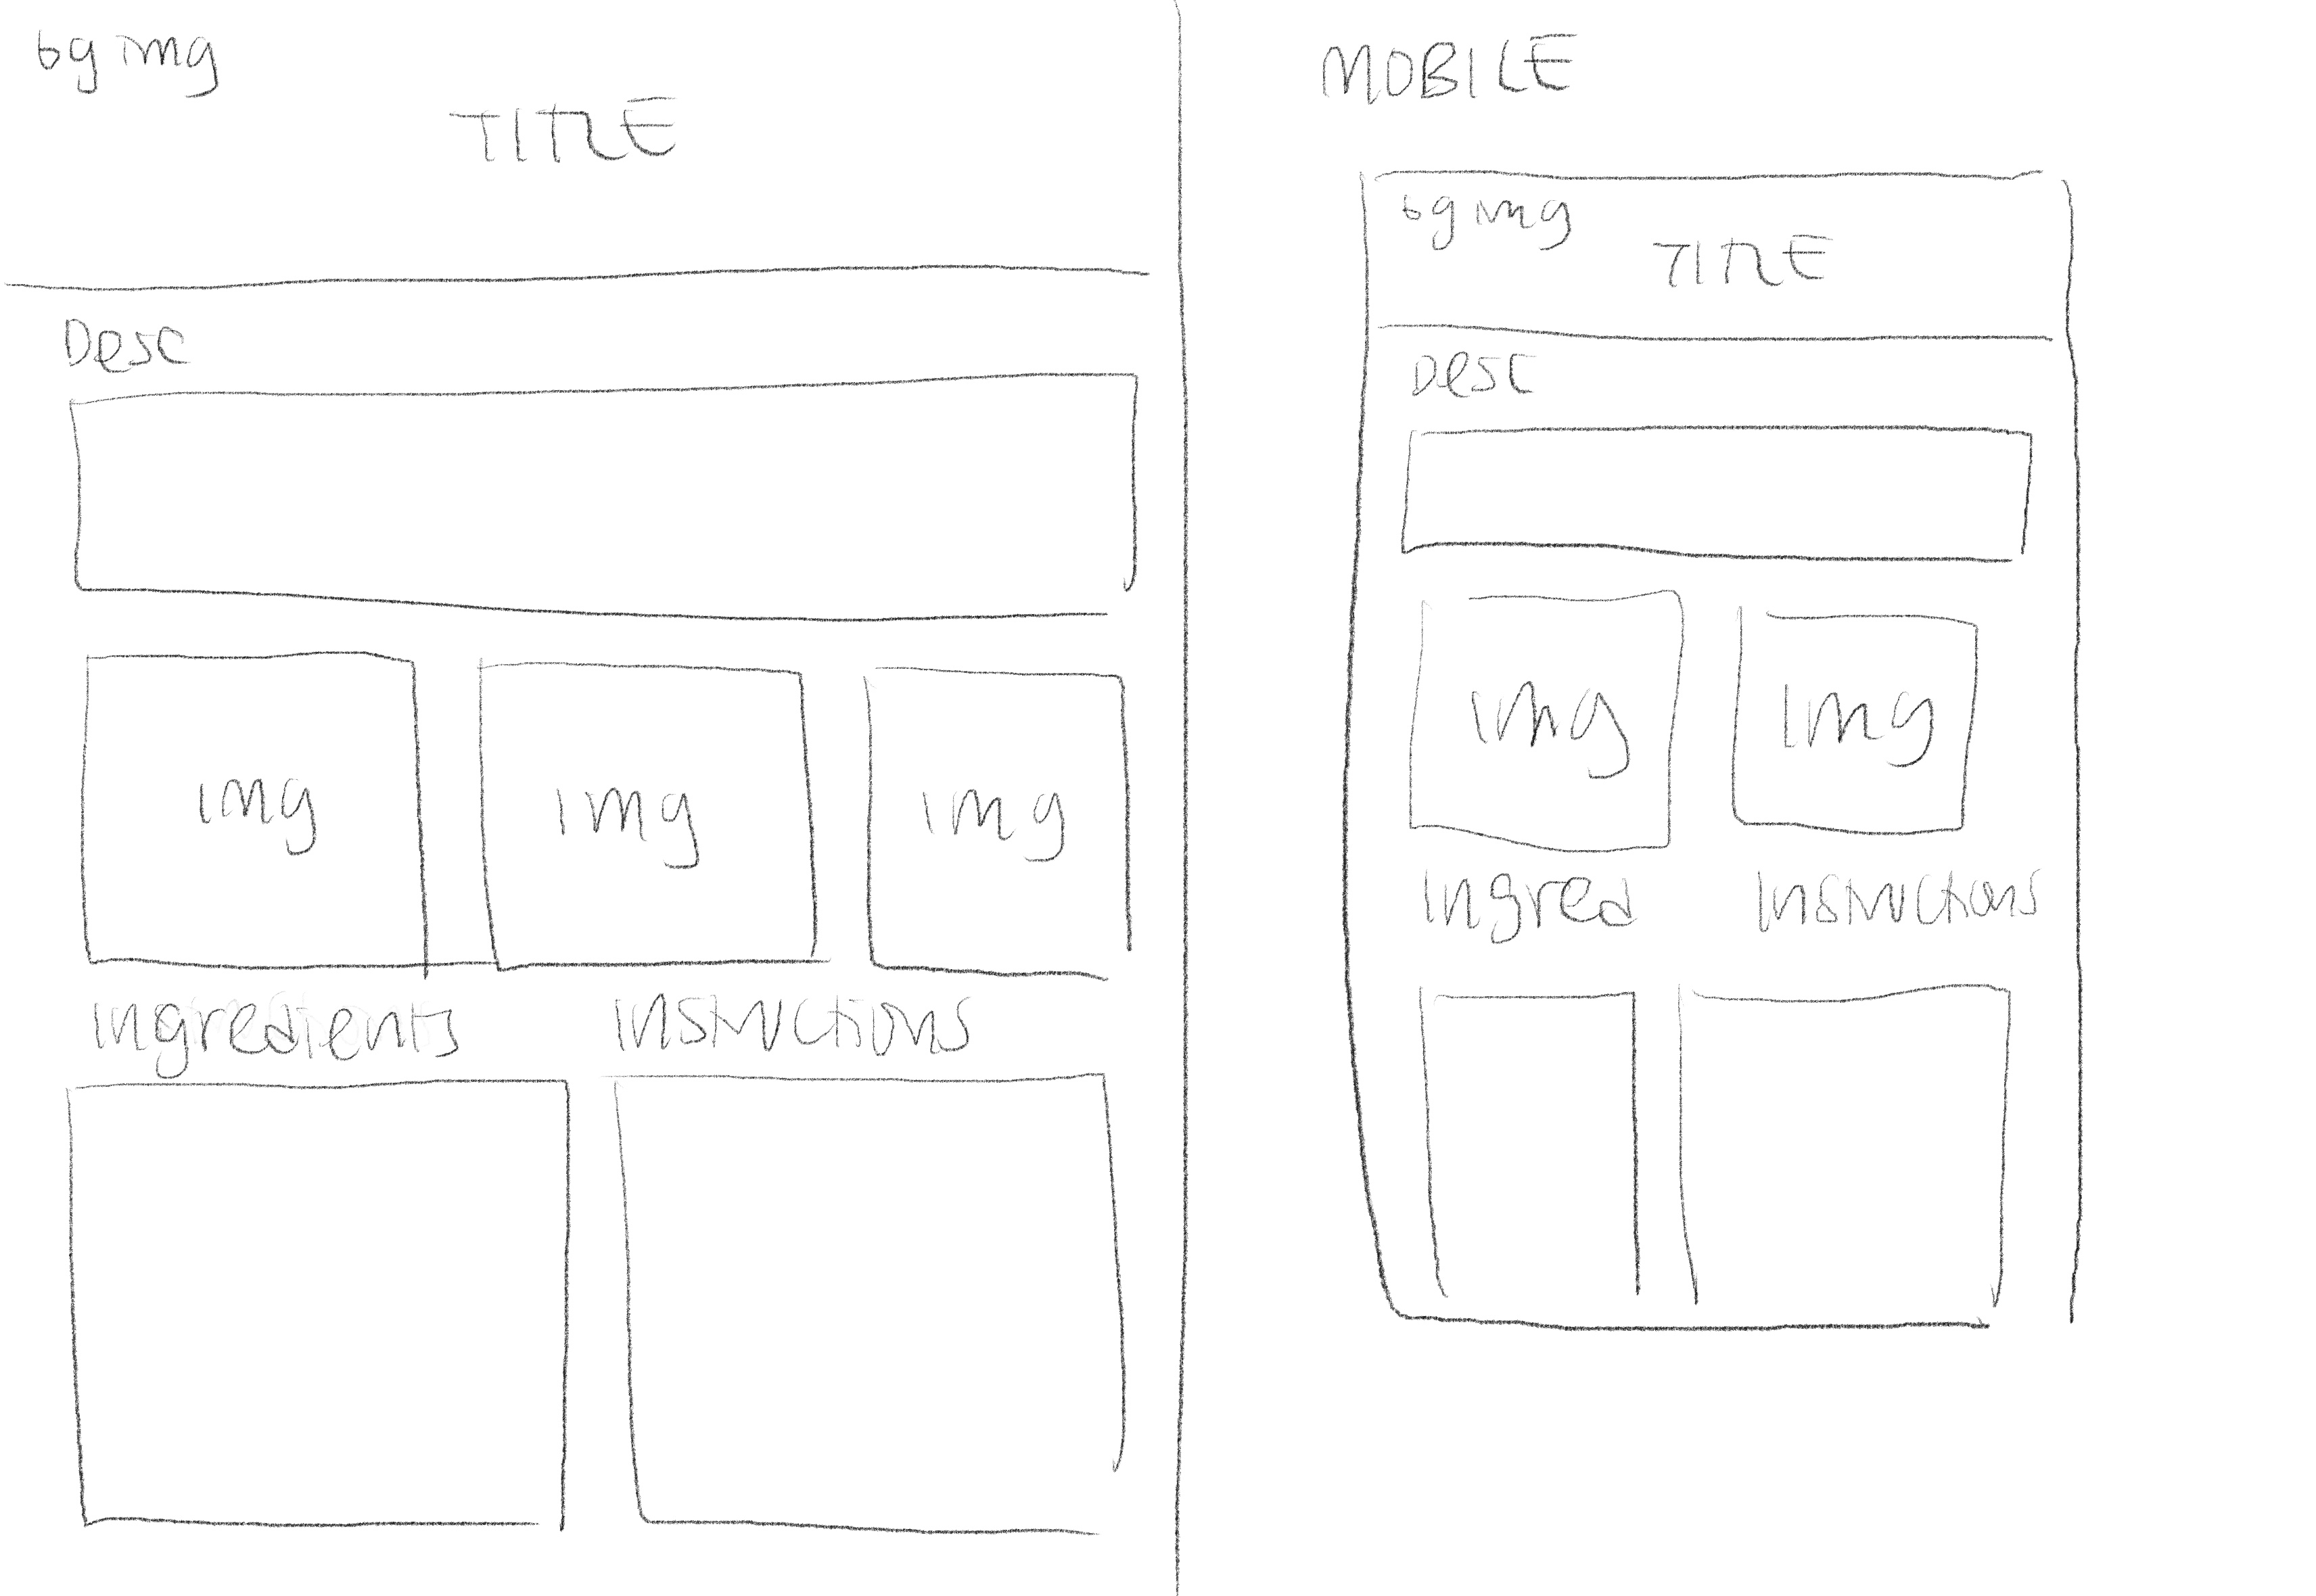 bg img
TITLE
Desc
img img img
ingredients instructions
MOBILE
bg img
TITLE
Desc
img img
ingred instructions